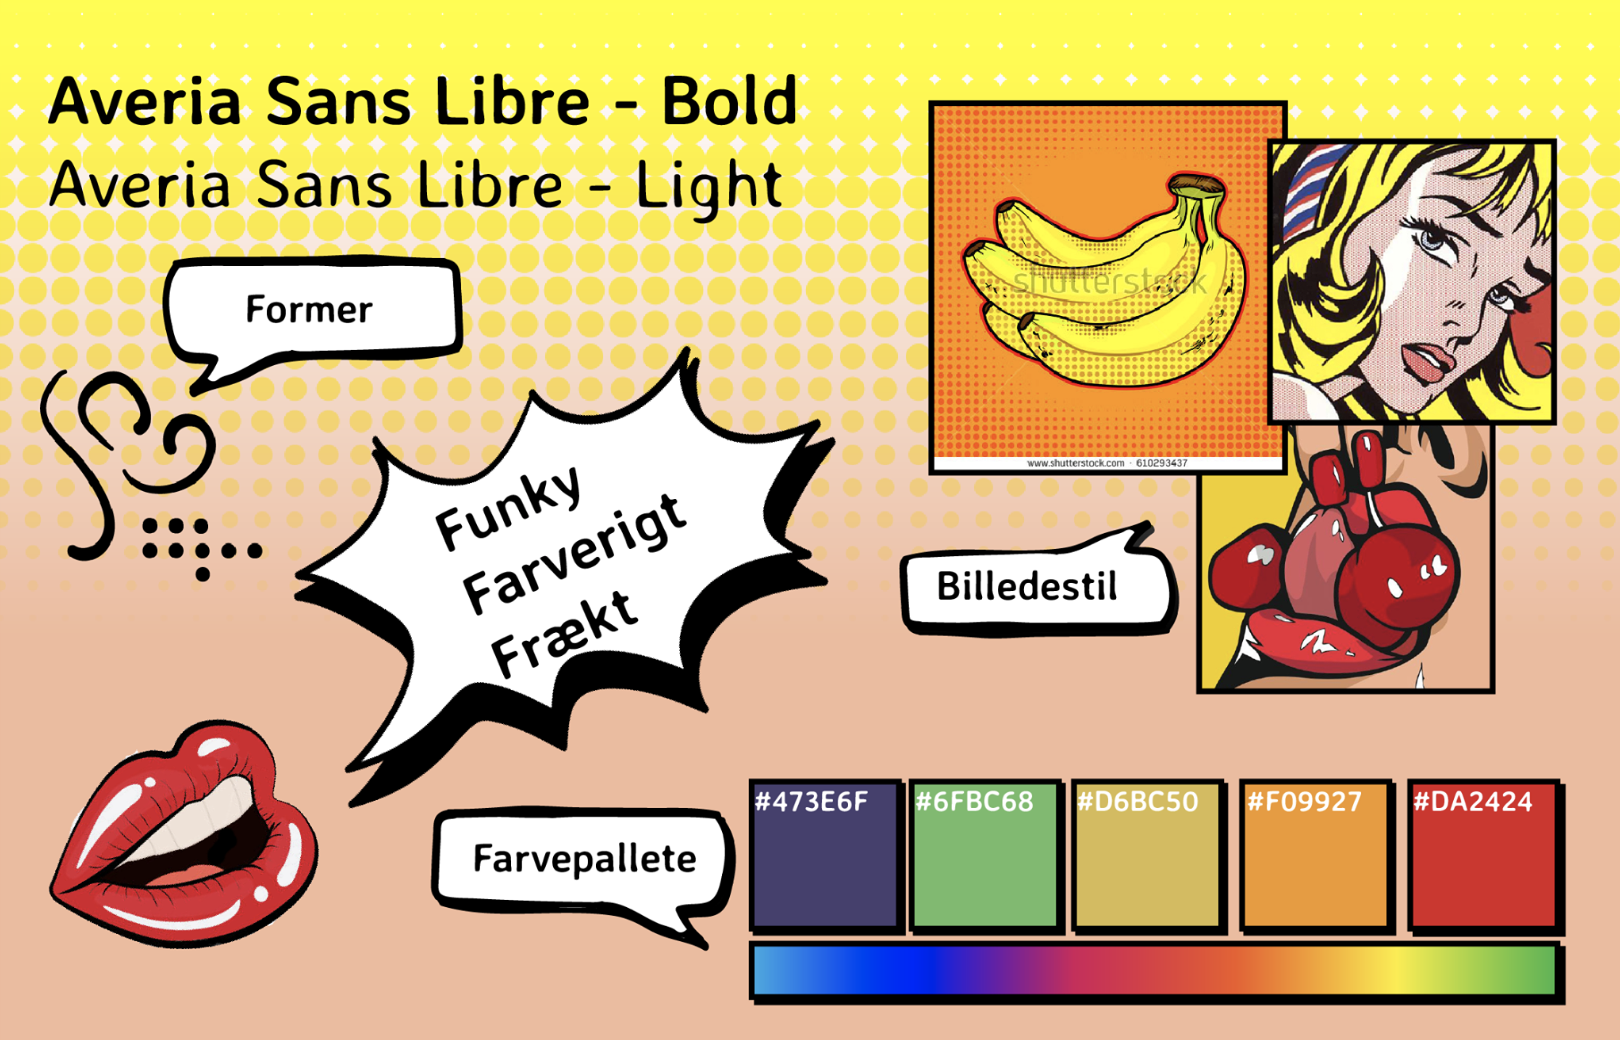 Averia Sans Libre - Bold
Averia Sans Libre - Light
Former
Funky
Farverigt
Frækt
shutterstock
www.shutterstock.com · 610293437
Billedestil
Farvepallete
#473E6F
#6FBC68
#D6BC50
#F09927
#DA2424